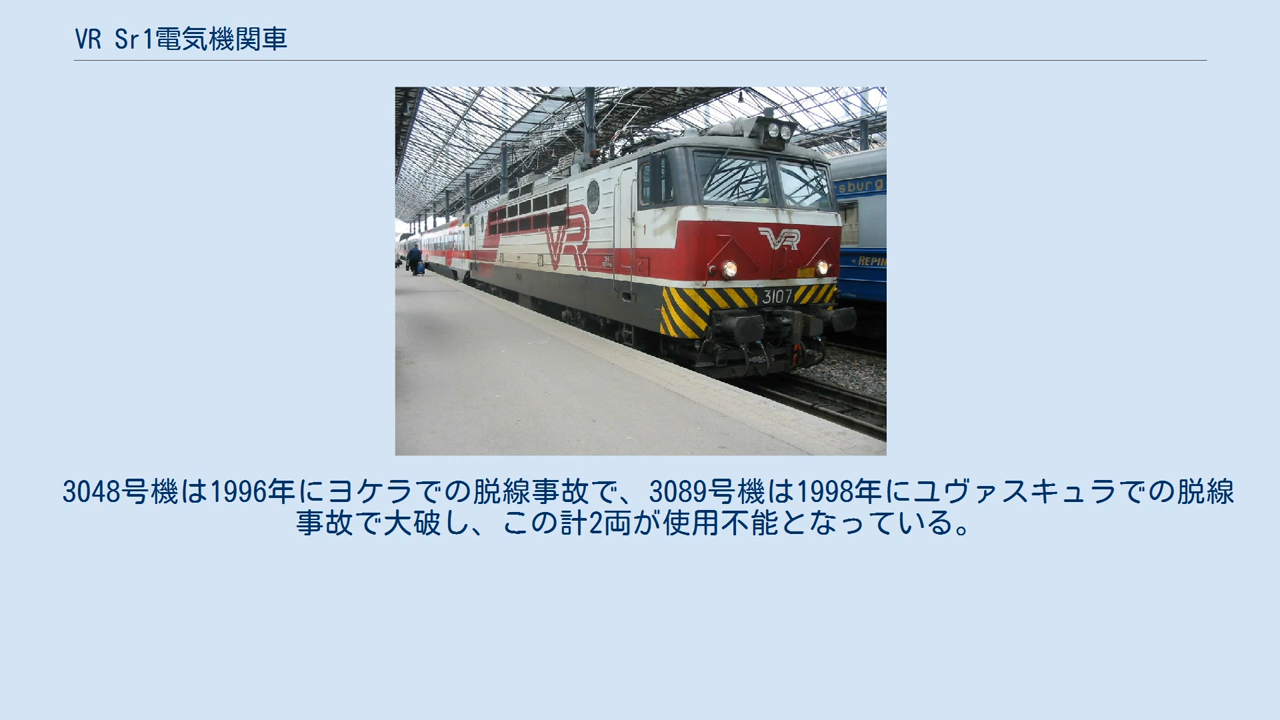 VR Sr1電気機関車
sburg
REPIN
VR
VR
3107
3048号機は1996年にヨケラでの脱線事故で、3089号機は1998年にユヴァスキュラでの脱線
事故で大破し、この計2両が使用不能となっている。